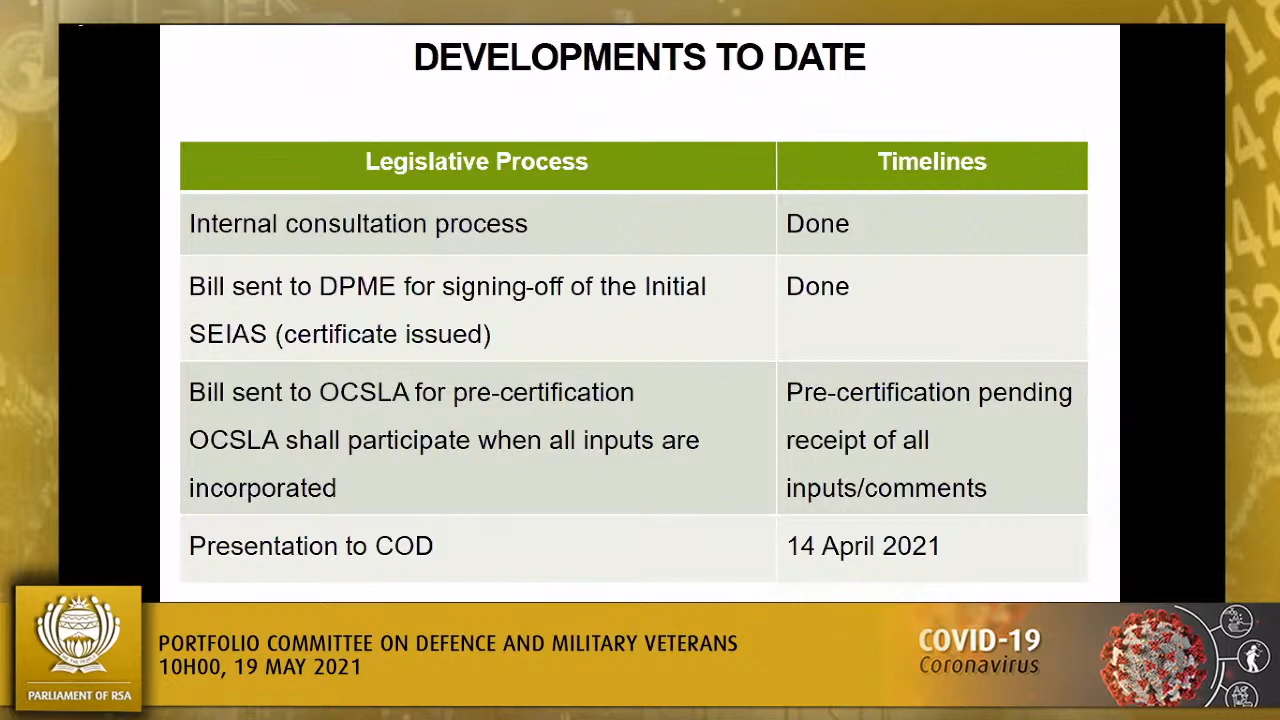 DEVELOPMENTS TO DATE
Legislative Process
Timelines
Internal consultation process
Done
Bill sent to DPME for signing-off of the Initial
SEIAS (certificate issued)
Done
Bill sent to OCSLA for pre-certification
OCSLA shall participate when all inputs are
incorporated
Pre-certification pending
receipt of all
inputs/comments
Presentation to COD
14 April 2021
PORTFOLIO COMMITTEE ON DEFENCE AND MILITARY VETERANS
10H00, 19 MAY 2021
PARLIAMENT OF RSA
COVID-19
Coronavirus